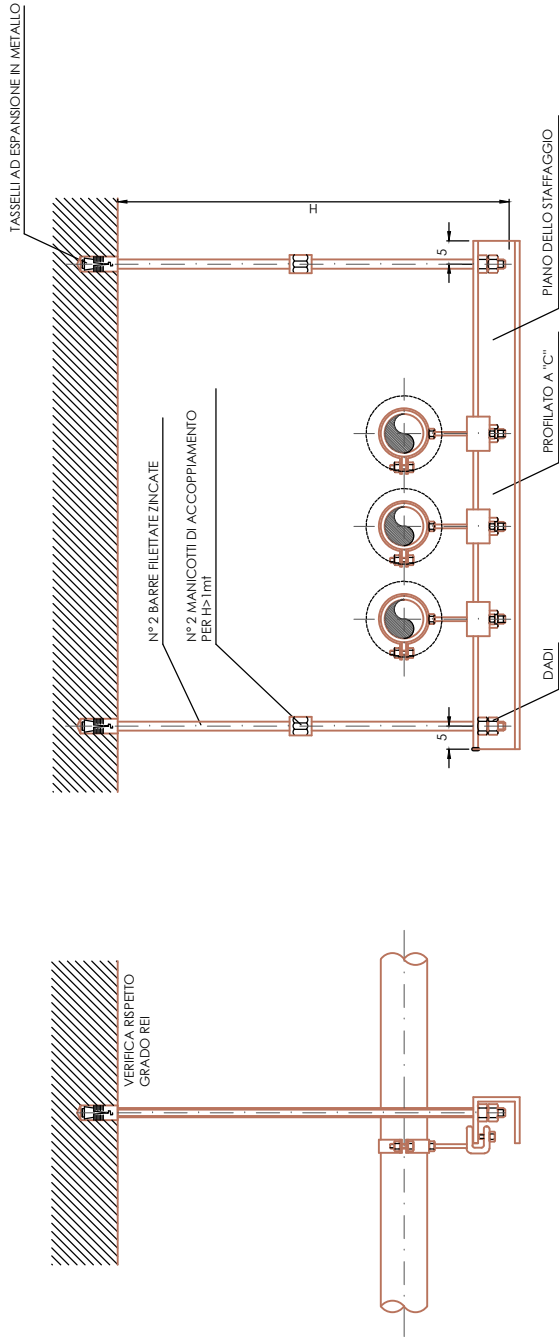 TASSELLI AD ESPANSIONE IN METALLO
H
N° 2 BARRE FILETTATE ZINCATE
N° 2 MANICOTTI DI ACCOPPIAMENTO
PER H>1mt
5
5
PIANO DELLO STAFFAGGIO
PROFILATO A "C"
DADI
VERIFICA RISPETTO
GRADO REI